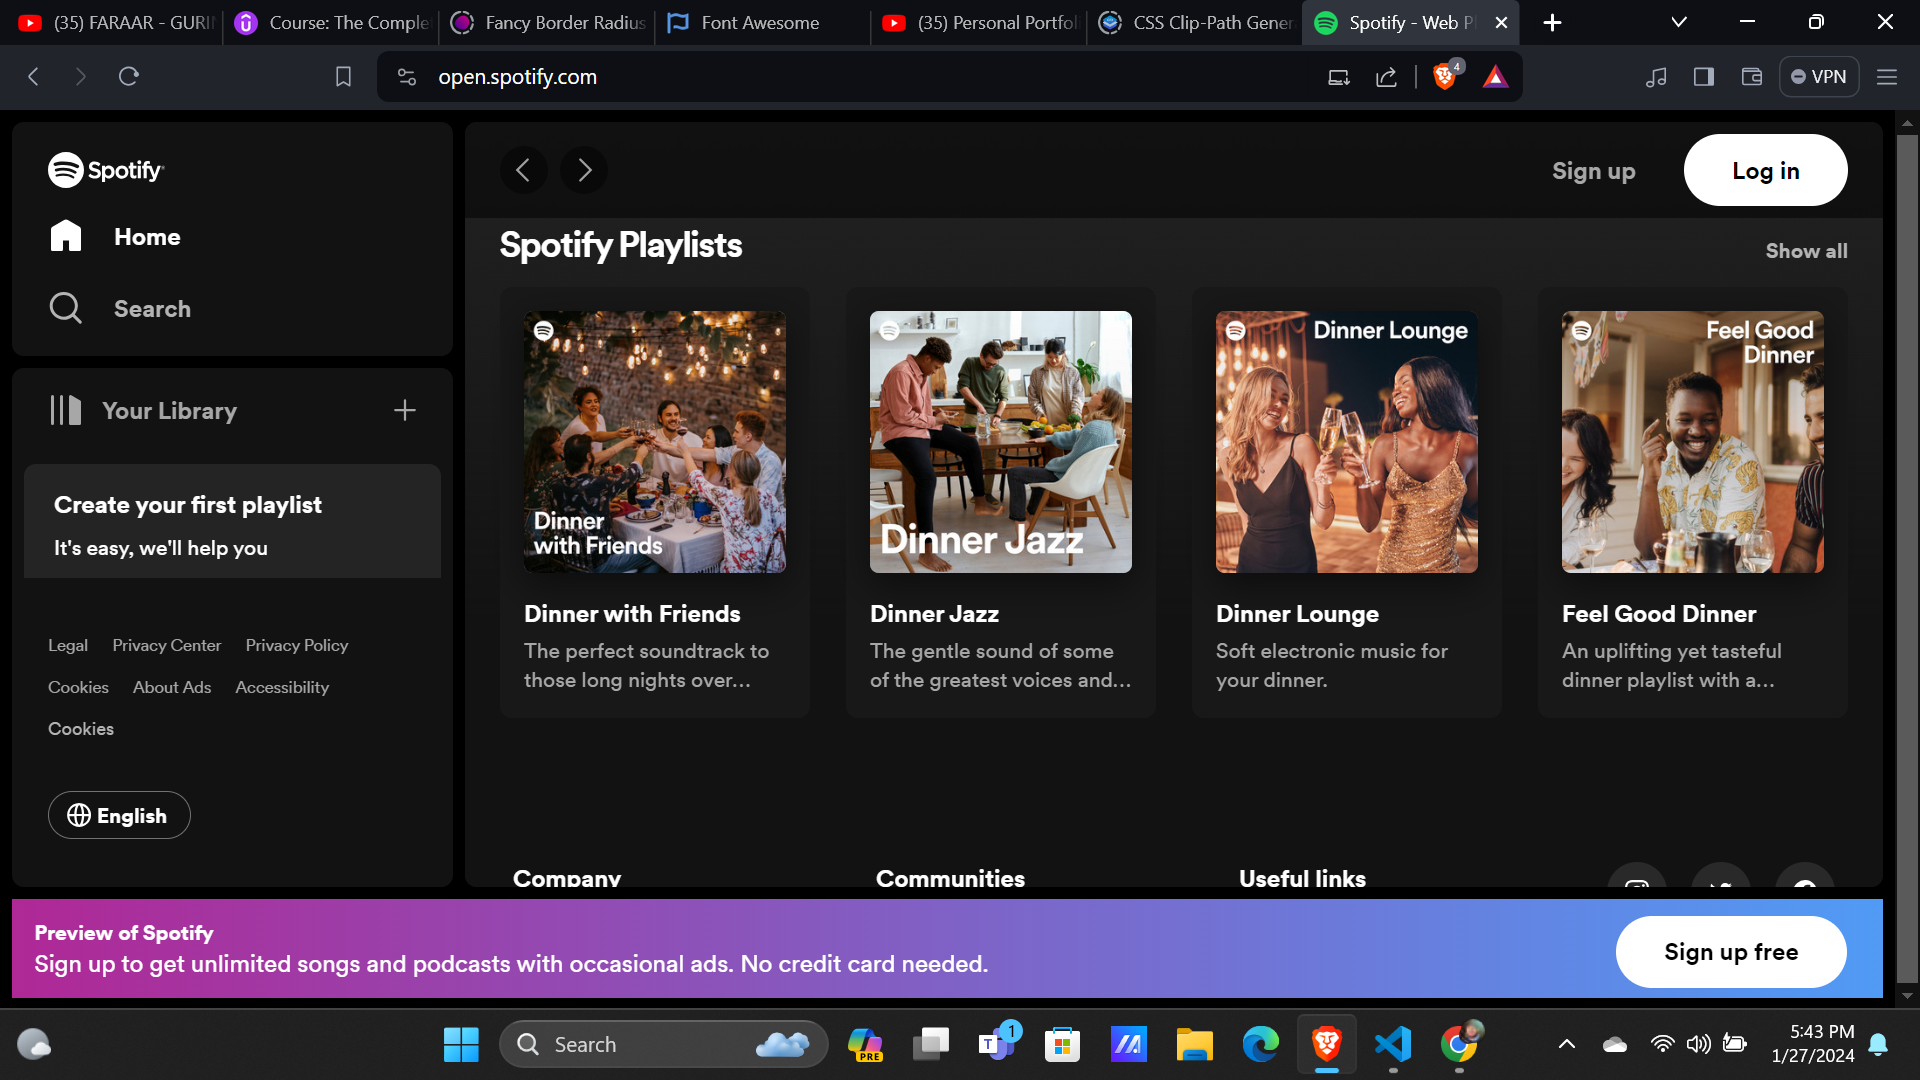 (35) FARAAR - GURI
Course: The Comple
Fancy Border Radius
Font Awesome
(35) Personal Portfol
CSS Clip-Path Gener
Spotify - Web P
open.spotify.com
4
VPN
Spotify
Home
Search
Your Library
Create your first playlist
It's easy, we'll help you
Legal Privacy Center Privacy Policy
Cookies About Ads Accessibility
Cookies
English
Sign up
Log in
Spotify Playlists
Show all
Dinner
with Friends
Dinner with Friends
The perfect soundtrack to
those long nights over...
Dinner Jazz
Dinner Jazz
The gentle sound of some
of the greatest voices and...
Dinner Lounge
Dinner Lounge
Soft electronic music for
your dinner.
Feel Good
Dinner
Feel Good Dinner
An uplifting yet tasteful
dinner playlist with a...
Company
Communities
Useful links
Preview of Spotify
Sign up to get unlimited songs and podcasts with occasional ads. No credit card needed.
Sign up free
Search
PRE
T
1
5:43 PM
1/27/2024